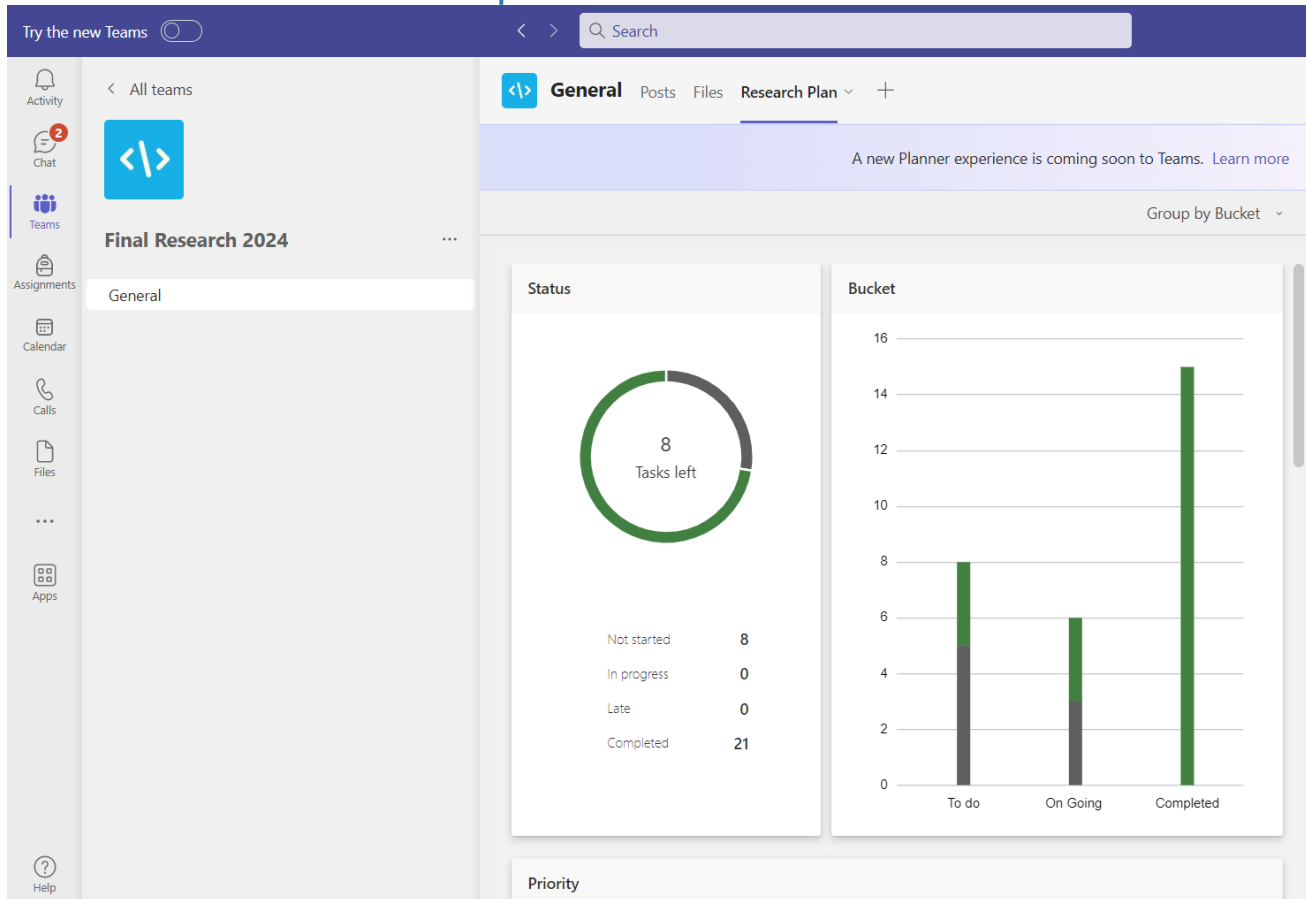 Try the new Teams
Search
Activity
2
Chat
Teams
Assignments
Calendar
Calls
Files
Apps
Help
All teams
</>
Final Research 2024
General
</>
General Posts Files Research Plan
A new Planner experience is coming soon to Teams. Learn more
Group by Bucket
Status
8
Tasks left
Not started 8
In progress 0
Late 0
Completed 21
Bucket
16
14
12
10
8
6
4
2
0
To do On Going Completed
Priority